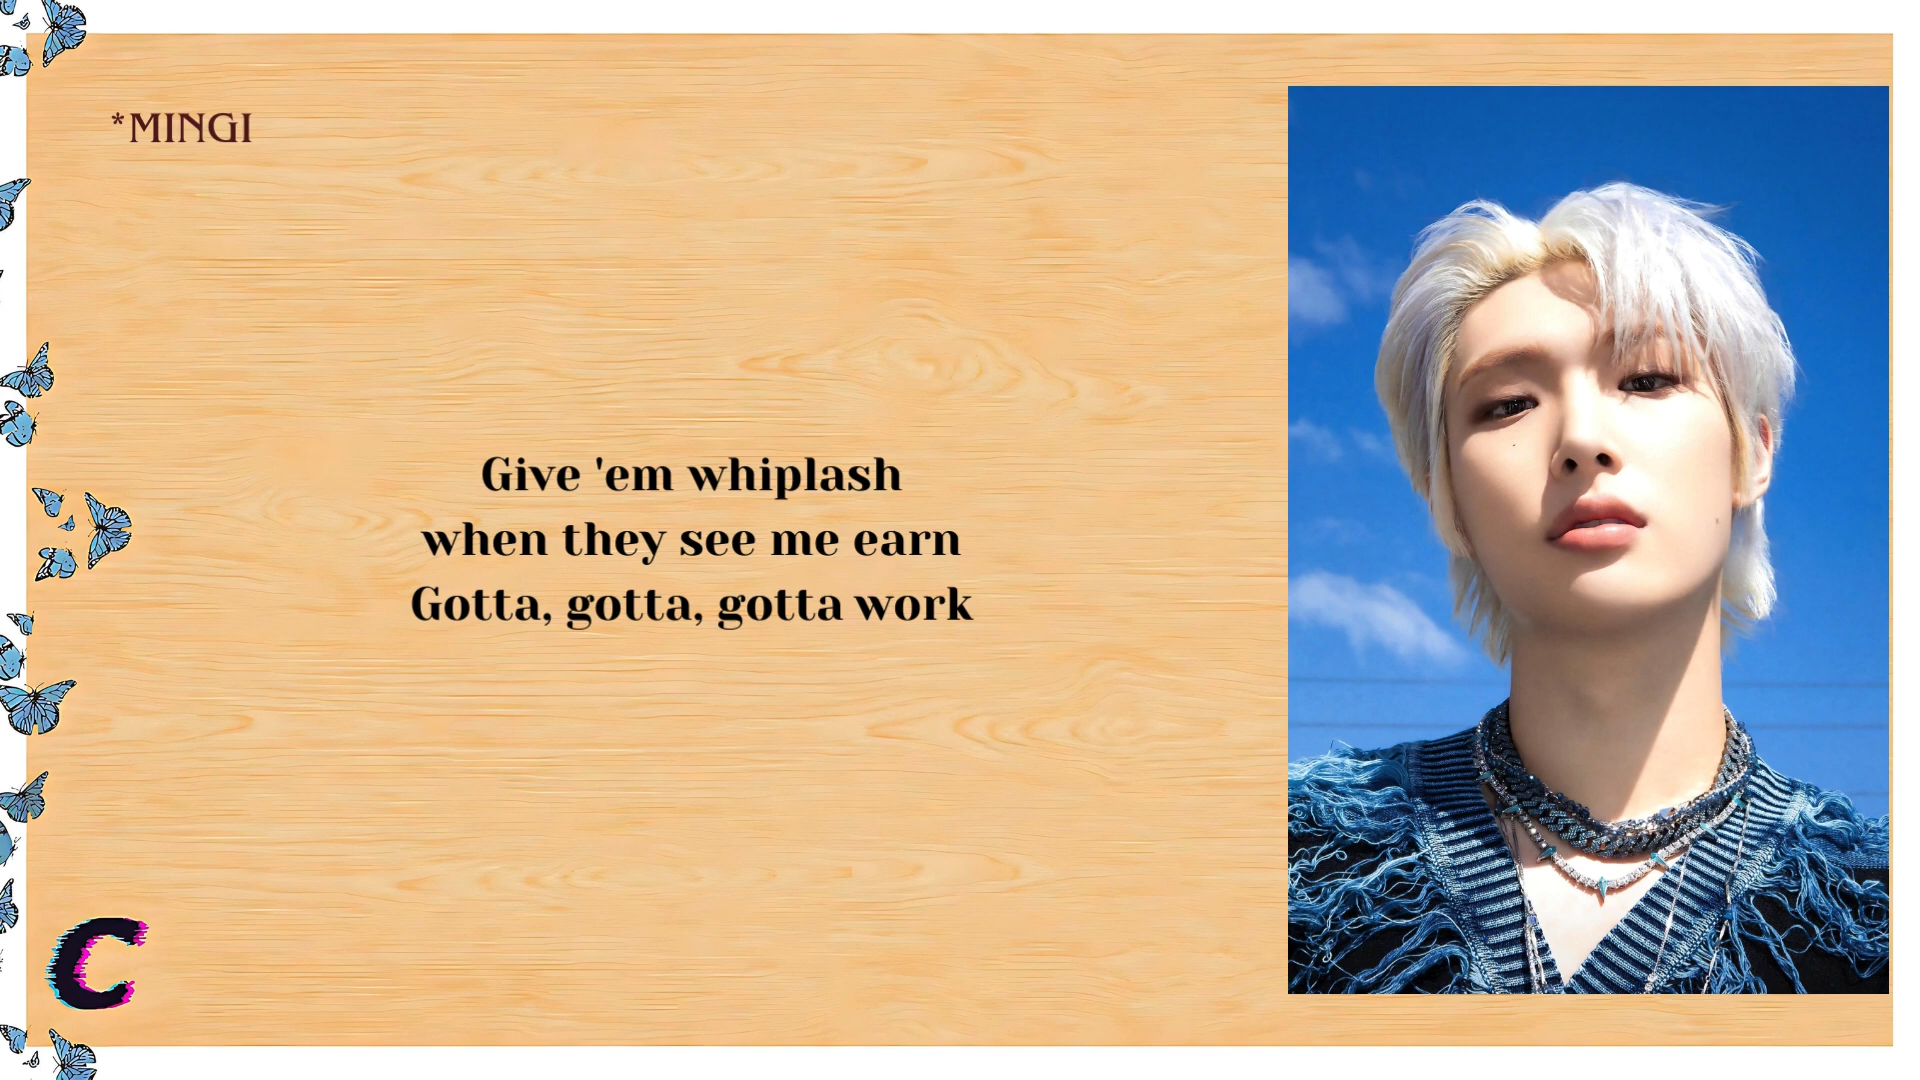 *MINGI
Give 'em whiplash
when they see me earn
Gotta, gotta, gotta work
C